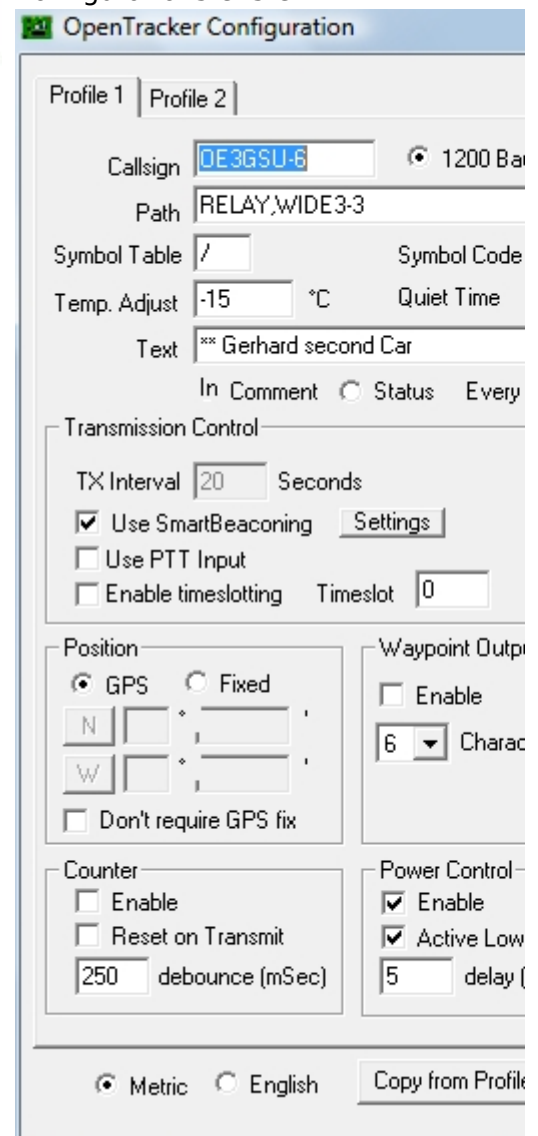 OpenTracker Configuration
Profile 1 Profile 2
Callsign OE3GSU-6 1200 Ba
Path RELAY,WIDE3-3
Symbol Table / Symbol Code
Temp. Adjust -15 °C Quiet Time
Text ** Gerhard second Car
In Comment Status Every
Transmission Control
TX Interval 20 Seconds
Use SmartBeaconing Settings
Use PTT Input
Enable timeslotting Timeslot 0
Position Waypoint Outp
GPS Fixed Enable
N ° , '
6 Charac
W ° , '
Don't require GPS fix
Counter Power Control
Enable Enable
Reset on Transmit Active Low
250 debounce (mSec) 5 delay (
Metric English Copy from Profile